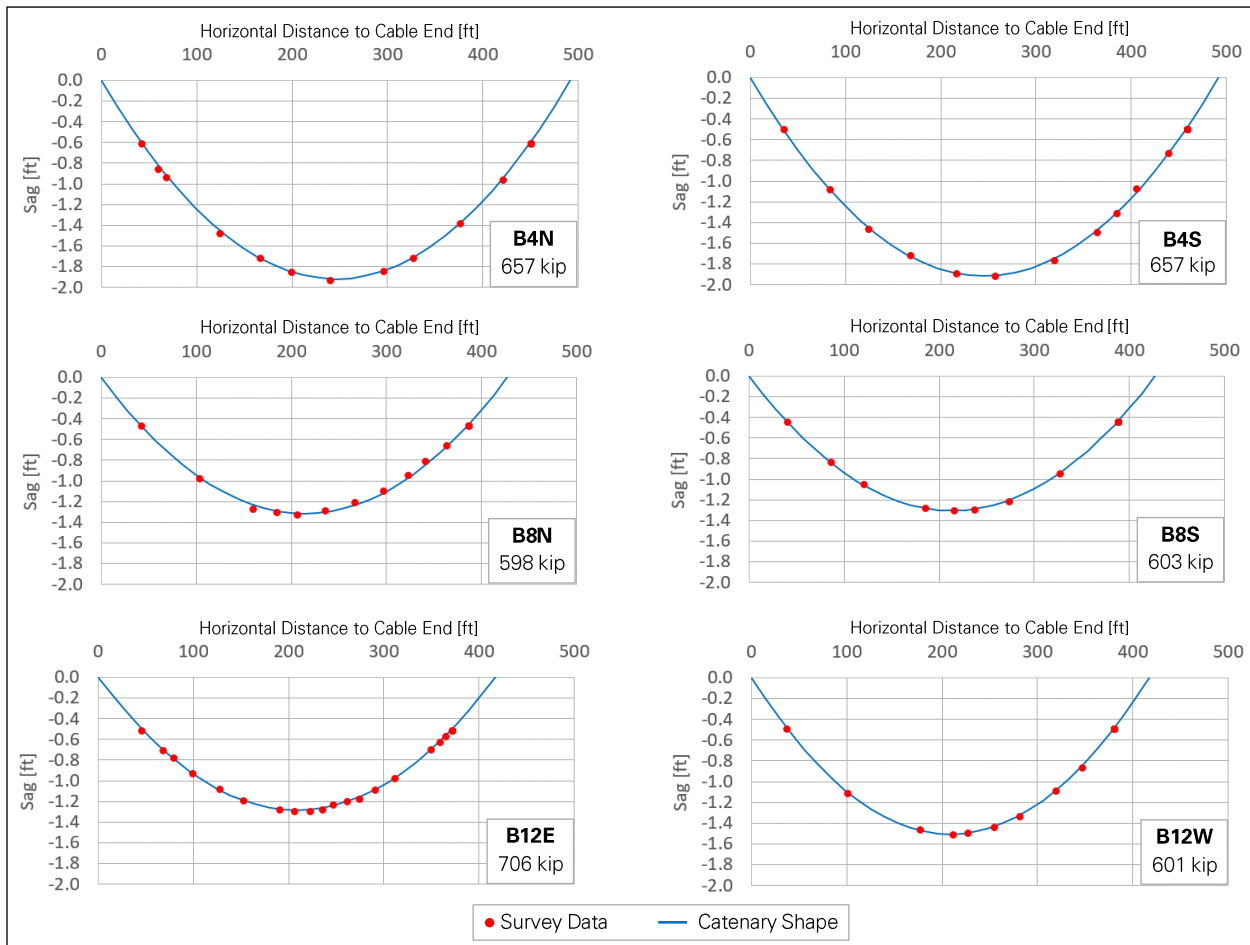 Horizontal Distance to Cable End [ft]
0 100 200 300 400 500
0.0
-0.2
-0.4
-0.6
-0.8
-1.0
-1.2
-1.4
-1.6
-1.8
-2.0
Sag [ft]
B4N
657 kip
Horizontal Distance to Cable End [ft]
0 100 200 300 400 500
0.0
-0.2
-0.4
-0.6
-0.8
-1.0
-1.2
-1.4
-1.6
-1.8
-2.0
Sag [ft]
B4S
657 kip
Horizontal Distance to Cable End [ft]
0 100 200 300 400 500
0.0
-0.2
-0.4
-0.6
-0.8
-1.0
-1.2
-1.4
-1.6
-1.8
-2.0
Sag [ft]
B8N
598 kip
Horizontal Distance to Cable End [ft]
0 100 200 300 400 500
0.0
-0.2
-0.4
-0.6
-0.8
-1.0
-1.2
-1.4
-1.6
-1.8
-2.0
Sag [ft]
B8S
603 kip
Horizontal Distance to Cable End [ft]
0 100 200 300 400 500
0.0
-0.2
-0.4
-0.6
-0.8
-1.0
-1.2
-1.4
-1.6
-1.8
-2.0
Sag [ft]
B12E
706 kip
Horizontal Distance to Cable End [ft]
0 100 200 300 400 500
0.0
-0.2
-0.4
-0.6
-0.8
-1.0
-1.2
-1.4
-1.6
-1.8
-2.0
Sag [ft]
B12W
601 kip
Survey Data Catenary Shape